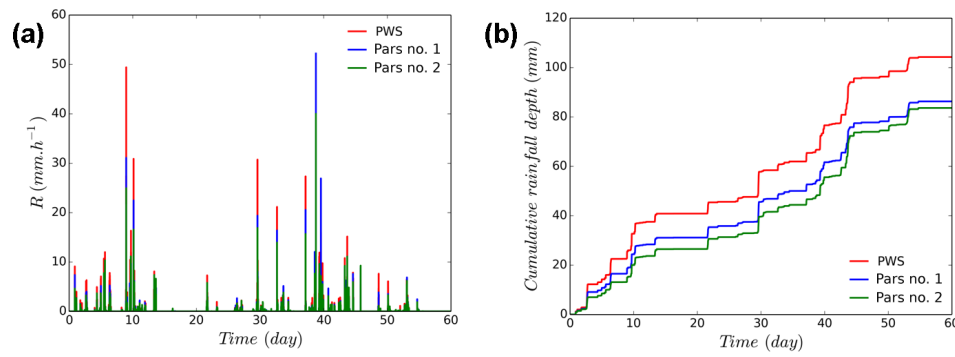 (a)
60
50
40
30
20
10
0
R (mm.h⁻¹)
PWS
Pars no. 1
Pars no. 2
0 10 20 30 40 50 60
Time (day)
(b)
120
100
80
60
40
20
0
Cumulative rainfall depth (mm)
PWS
Pars no. 1
Pars no. 2
0 10 20 30 40 50 60
Time (day)